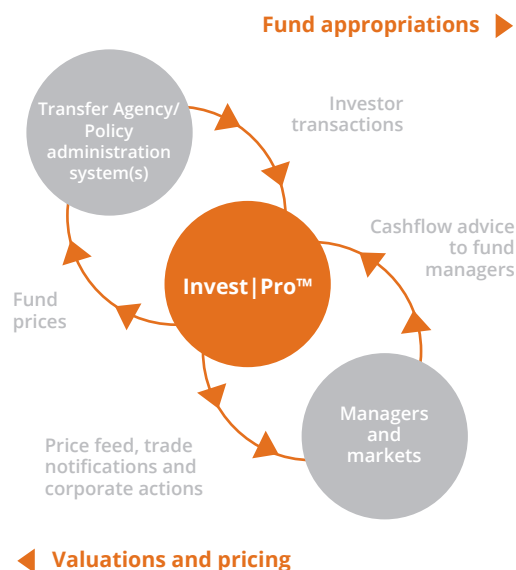 Fund appropriations
Transfer Agency/
Policy
administration
system(s)
Investor
transactions
Invest|Pro™
Cashflow advice
to fund
managers
Fund
prices
Managers
and
markets
Price feed, trade
notifications and
corporate actions
Valuations and pricing